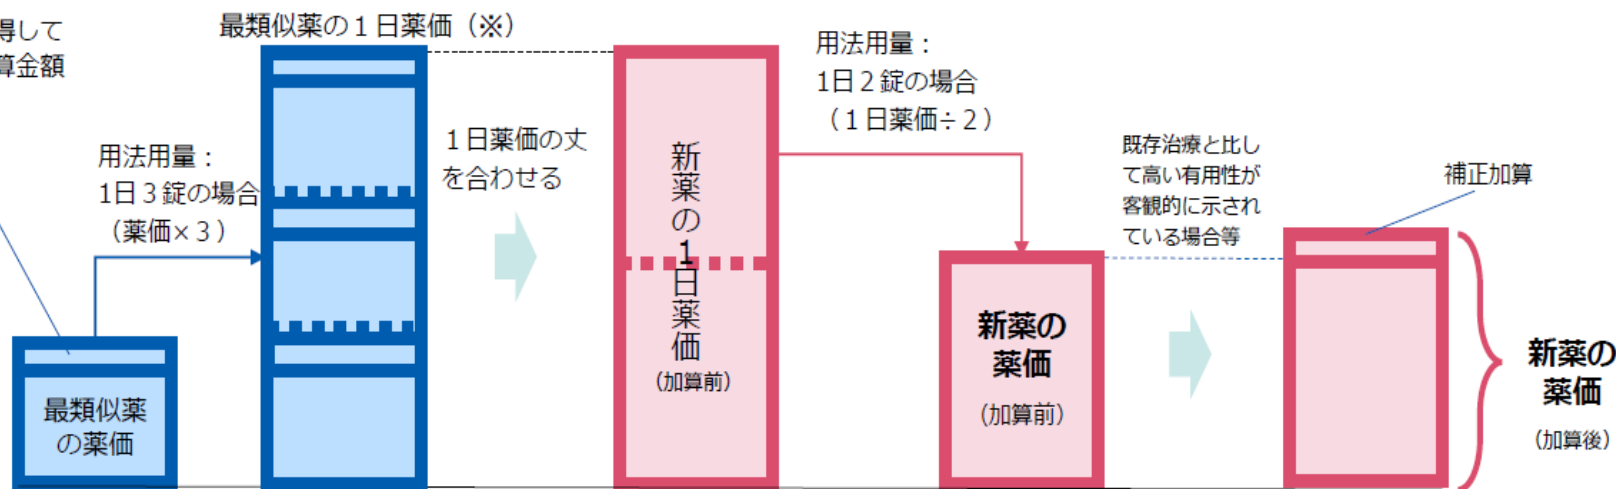 得して
算金額
最類似薬の１日薬価（※）
用法用量：
1日３錠の場合
（薬価×３）
最類似薬
の薬価
１日薬価の丈
を合わせる
新薬の1日薬価
（加算前）
用法用量：
1日２錠の場合
（１日薬価÷２）
新薬の
薬価
（加算前）
既存治療と比し
て高い有用性が
客観的に示され
ている場合等
補正加算
新薬の
薬価
（加算後）